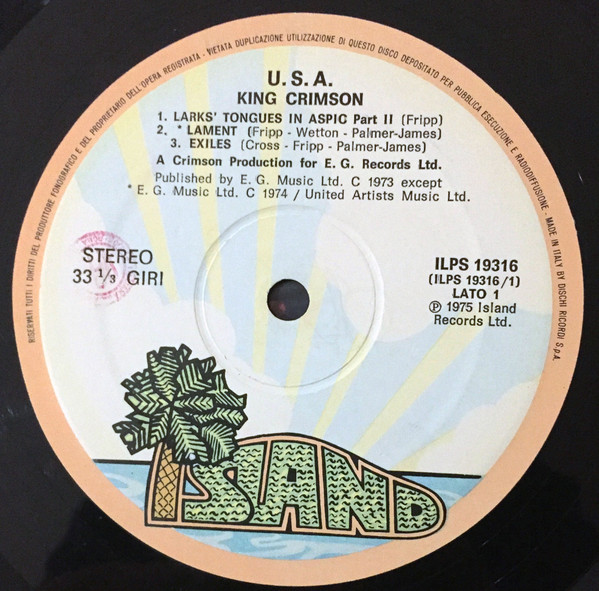 RISERVATI TUTTI I DIRITTI DEL PRODUTTORE FONOGRAFICO E DEL PROPRIETARIO DELL'OPERA REGISTRATA - VIETATA DUPLICAZIONE UTILIZZAZIONE DI QUESTO DISCO DEPOSITATO PER PUBBLICA ESECUZIONE E RADIODIFFUSIONE. MADE IN ITALY BY DISCHI RICORDI S.p.A.
U.S.A.
KING CRIMSON
1. LARKS' TONGUES IN ASPIC Part II (Fripp)
2. * LAMENT (Fripp - Wetton - Palmer-James)
3. EXILES (Cross - Fripp - Palmer-James)
A Crimson Production for E. G. Records Ltd.
Published by E. G. Music Ltd. C 1973 except
* E. G. Music Ltd. C 1974 / United Artists Music Ltd.
STEREO
33 1/3 GIRI
ILPS 19316
(ILPS 19316/1)
LATO 1
℗ 1975 Island
Records Ltd.
ISLAND